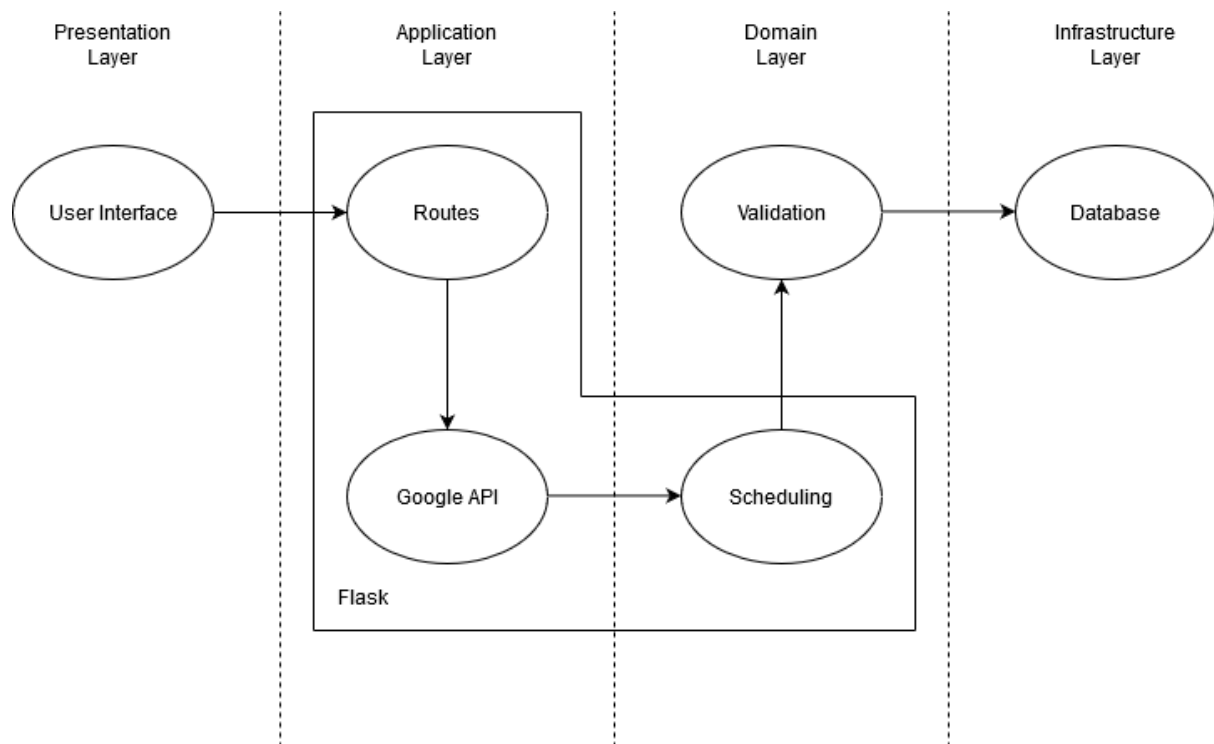 Presentation
Layer
Application
Layer
Domain
Layer
Infrastructure
Layer
User Interface
Routes
Validation
Database
Google API
Scheduling
Flask